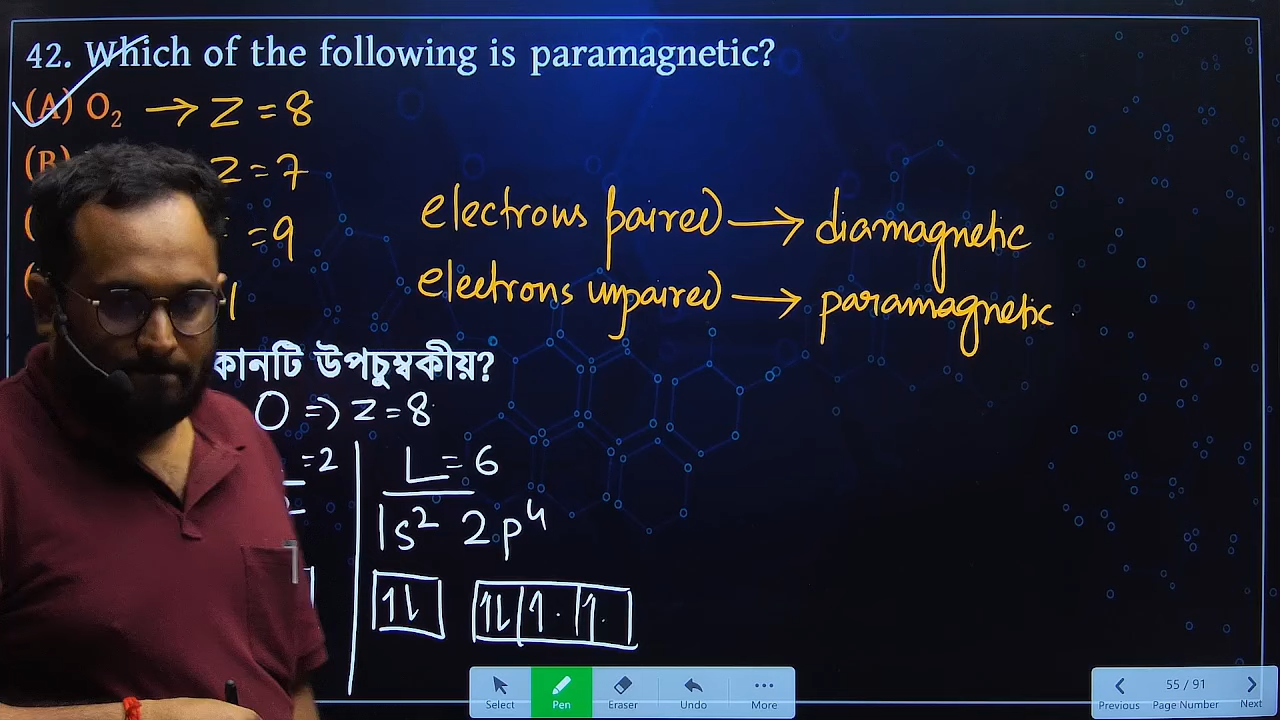 42. Which of the following is paramagnetic?
(A) O₂ → Z = 8
(B) Z = 7
( = 9
( 1
electrons paired → diamagnetic
electrons unpaired → paramagnetic
কানটি উপচুম্বকীয়?
O ⇒ Z = 8
=2
L = 6
1s² 2p⁴
1L 1L 1 1
Select Pen Eraser Undo More
Previous 55 / 91 Page Number Next